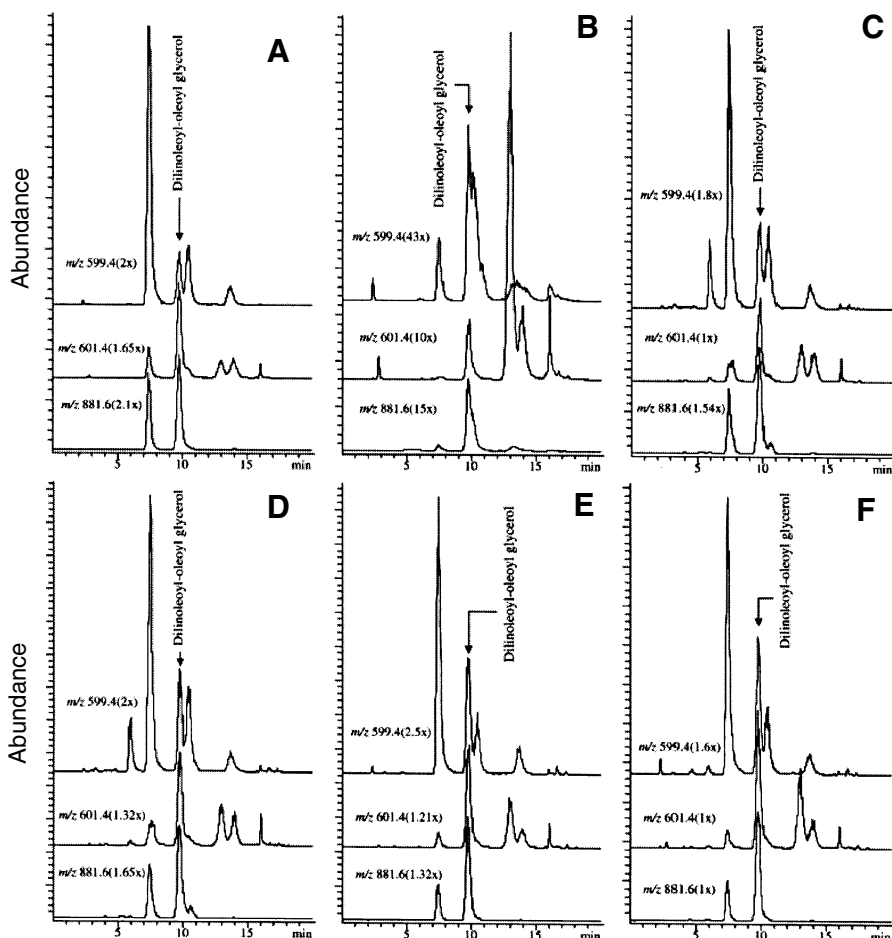 A
Dilinoleoyl-oleoyl glycerol
Abundance
m/z 599.4(2x)
m/z 601.4(1.65x)
m/z 881.6(2.1x)
5 10 15 min
B
Dilinoleoyl-oleoyl glycerol
m/z 599.4(43x)
m/z 601.4(10x)
m/z 881.6(15x)
5 10 15 min
C
Dilinoleoyl-oleoyl glycerol
m/z 599.4(1.8x)
m/z 601.4(1x)
m/z 881.6(1.54x)
5 10 15 min
D
Dilinoleoyl-oleoyl glycerol
Abundance
m/z 599.4(2x)
m/z 601.4(1.32x)
m/z 881.6(1.65x)
5 10 15 min
E
Dilinoleoyl-oleoyl glycerol
m/z 599.4(2.5x)
m/z 601.4(1.21x)
m/z 881.6(1.32x)
5 10 15 min
F
Dilinoleoyl-oleoyl glycerol
m/z 599.4(1.6x)
m/z 601.4(1x)
m/z 881.6(1x)
5 10 15 min